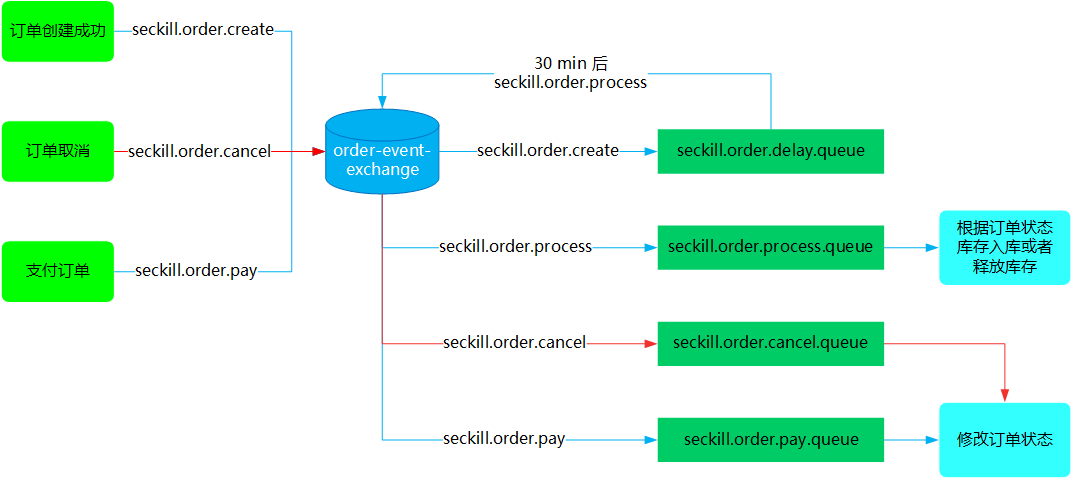 订单创建成功
seckill.order.create
30 min 后
seckill.order.process
订单取消
seckill.order.cancel
order-event-
exchange
seckill.order.create
seckill.order.delay.queue
支付订单
seckill.order.pay
seckill.order.process
seckill.order.process.queue
根据订单状态
库存入库或者
释放库存
seckill.order.cancel
seckill.order.cancel.queue
seckill.order.pay
seckill.order.pay.queue
修改订单状态